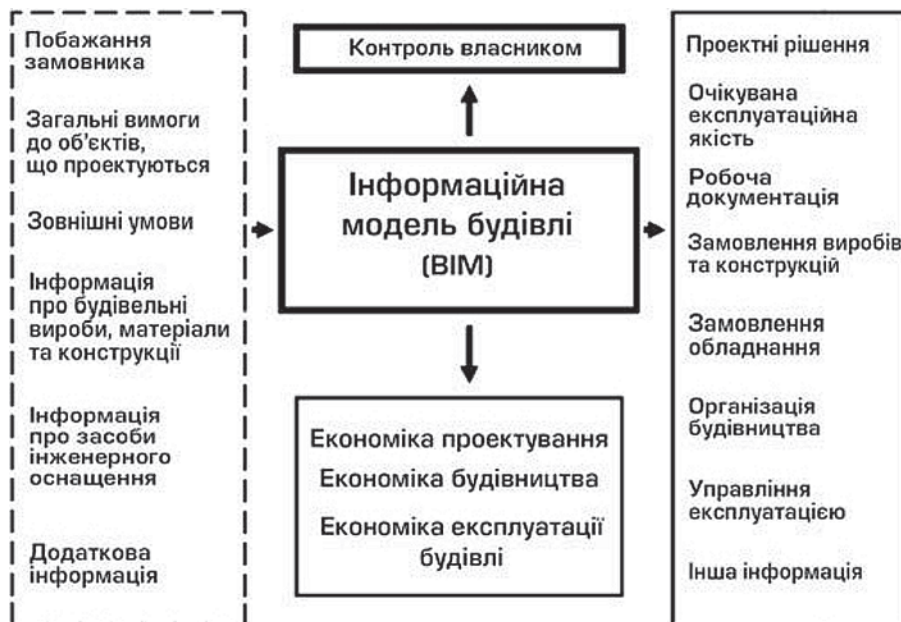 Побажання
замовника
Загальні вимоги
до об'єктів,
що проектуються
Зовнішні умови
Інформація
про будівельні
вироби, матеріали
та конструкції
Інформація
про засоби
інженерного
оснащення
Додаткова
інформація
Контроль власником
Інформаційна
модель будівлі
(BIM)
Економіка проектування
Економіка будівництва
Економіка експлуатації
будівлі
Проектні рішення
Очікувана
експлуатаційна
якість
Робоча
документація
Замовлення виробів
та конструкцій
Замовлення
обладнання
Організація
будівництва
Управління
експлуатацією
Інша інформація